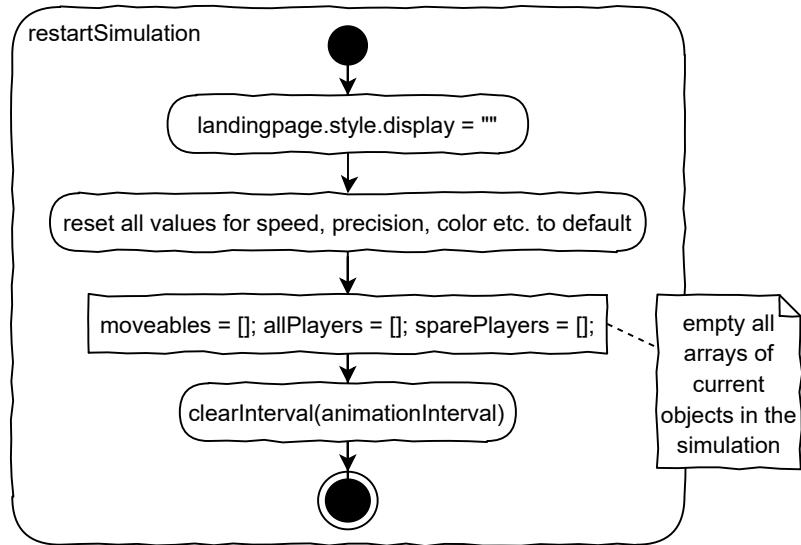 restartSimulation
landingpage.style.display = ""
reset all values for speed, precision, color etc. to default
moveables = []; allPlayers = []; sparePlayers = [];
empty all
arrays of
current
objects in the
simulation
clearInterval(animationInterval)